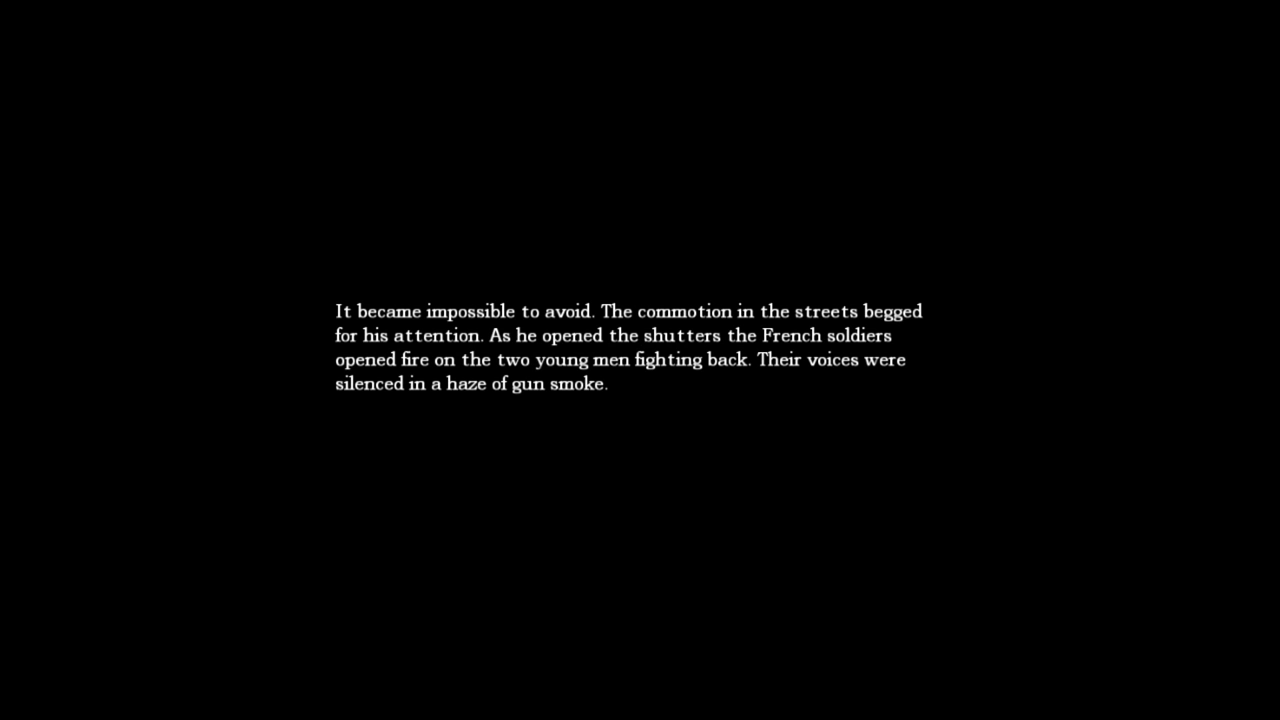 It became impossible to avoid. The commotion in the streets begged
for his attention. As he opened the shutters the French soldiers
opened fire on the two young men fighting back. Their voices were
silenced in a haze of gun smoke.